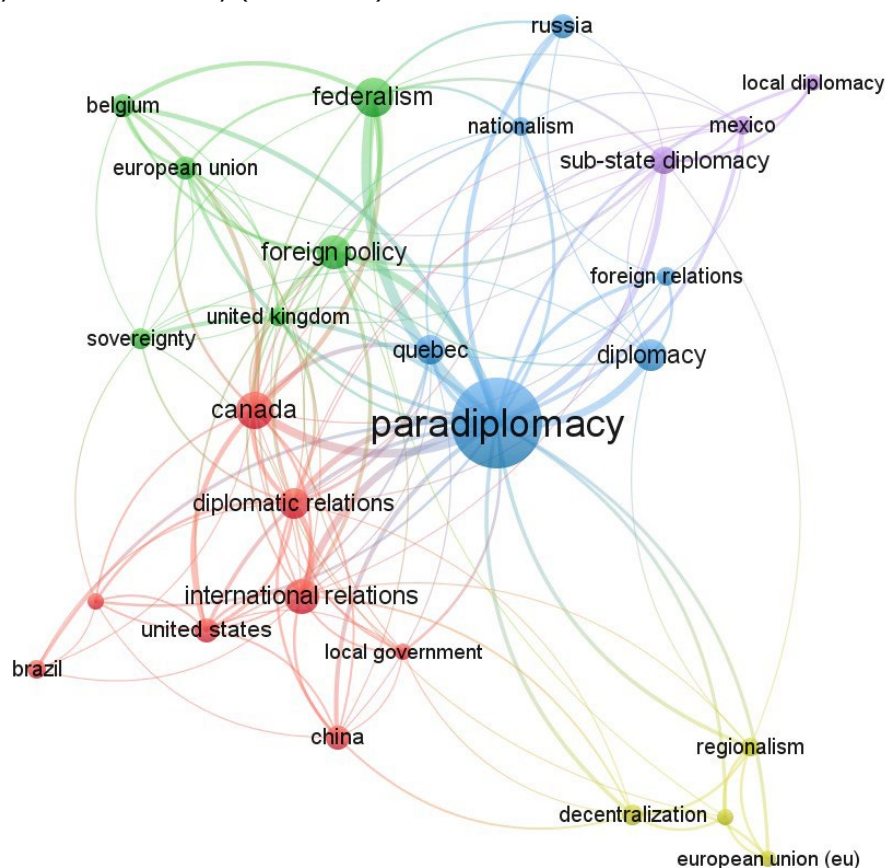 russia
local diplomacy
federalism
belgium
nationalism
mexico
european union
sub-state diplomacy
foreign policy
foreign relations
united kingdom
sovereignty
quebec
diplomacy
canada
paradiplomacy
diplomatic relations
international relations
united states
local government
brazil
china
regionalism
decentralization
european union (eu)